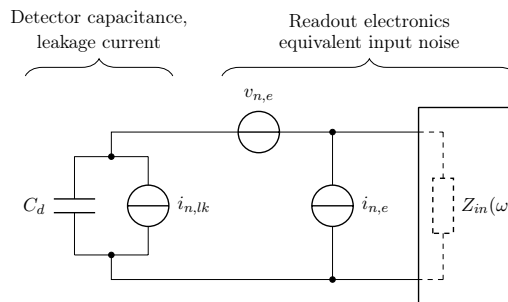 Detector capacitance,
leakage current
Readout electronics
equivalent input noise
v_{n,e}
C_d
i_{n,lk}
i_{n,e}
Z_{in}(ω